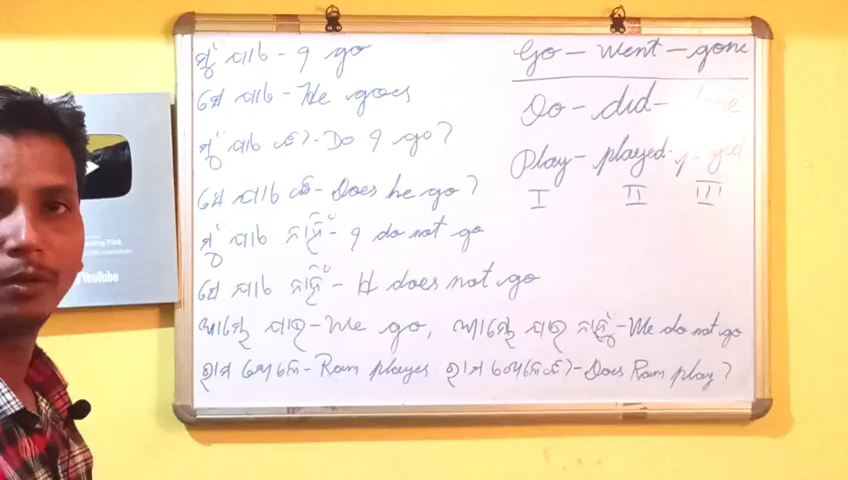 ମୁଁ ଯାଏ - I go
ସେ ଯାଏ - He goes
ମୁଁ ଯାଏ କି? - Do I go?
ସେ ଯାଏ କି - Does he go?
ମୁଁ ଯାଏ ନାହିଁ - I do not go
ସେ ଯାଏ ନାହିଁ - H does not go
ଆମେ ଯାଉ - We go, ଆମେ ଯାଉ ନାହୁଁ - We do not go
ରାମ ଖେଳେ - Ram playes. ରାମ ଖେଳେ କି? - Does Ram play?
Go - went - gone
Do - did - done
Play - played - played
I II III
YouTube